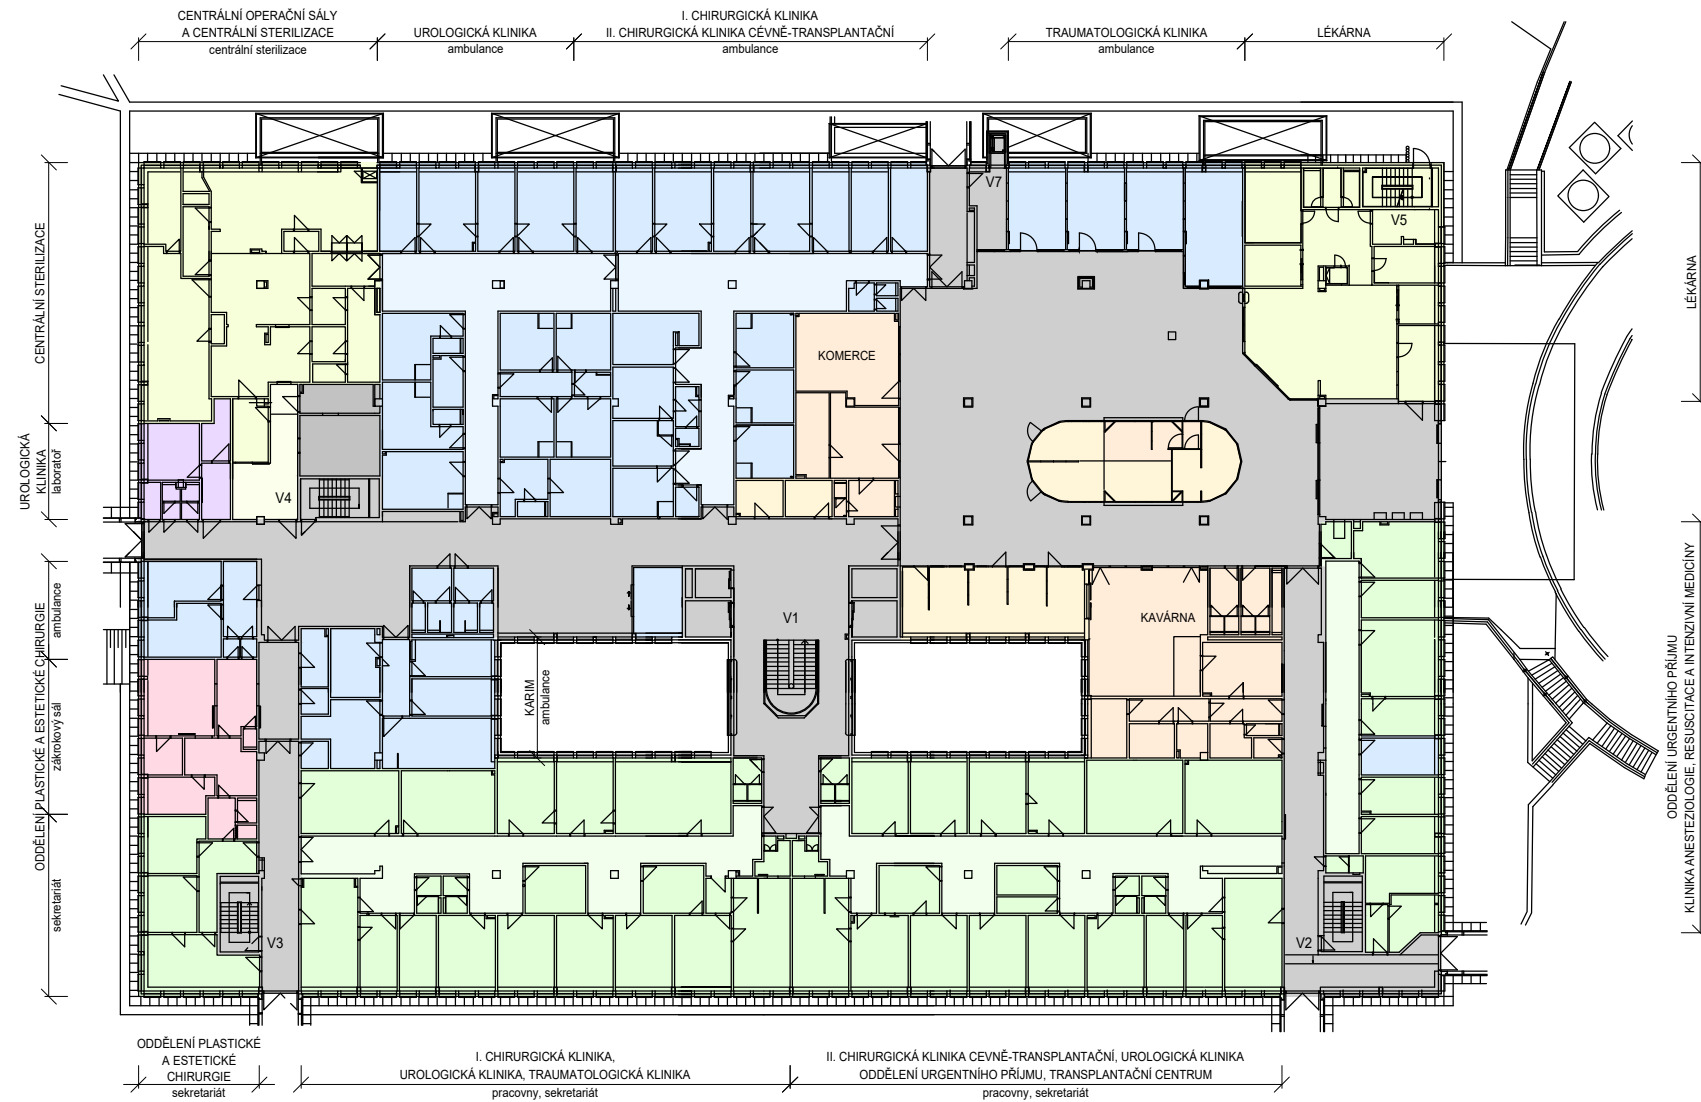 CENTRÁLNÍ OPERAČNÍ SÁLY
A CENTRÁLNÍ STERILIZACE
centrální sterilizace
UROLOGICKÁ KLINIKA
ambulance
I. CHIRURGICKÁ KLINIKA
II. CHIRURGICKÁ KLINIKA CÉVNĚ-TRANSPLANTAČNÍ
ambulance
TRAUMATOLOGICKÁ KLINIKA
ambulance
LÉKÁRNA
CENTRÁLNÍ STERILIZACE
UROLOGICKÁ
KLINIKA
laboratoř
ODDĚLENÍ PLASTICKÉ A ESTETICKÉ CHIRURGIE
ambulance
zákrokový sál
sekretariát
V7
V5
KOMERCE
V4
V1
KAVÁRNA
KARIM
ambulance
V3
V2
LÉKÁRNA
ODDĚLENÍ URGENTNÍHO PŘÍJMU
KLINIKA ANESTEZIOLOGIE, RESUSCITACE A INTENZIVNÍ MEDICÍNY
ODDĚLENÍ PLASTICKÉ
A ESTETICKÉ
CHIRURGIE
sekretariát
I. CHIRURGICKÁ KLINIKA,
UROLOGICKÁ KLINIKA, TRAUMATOLOGICKÁ KLINIKA
pracovny, sekretariát
II. CHIRURGICKÁ KLINIKA CEVNĚ-TRANSPLANTAČNÍ, UROLOGICKÁ KLINIKA
ODDĚLENÍ URGENTNÍHO PŘÍJMU, TRANSPLANTAČNÍ CENTRUM
pracovny, sekretariát